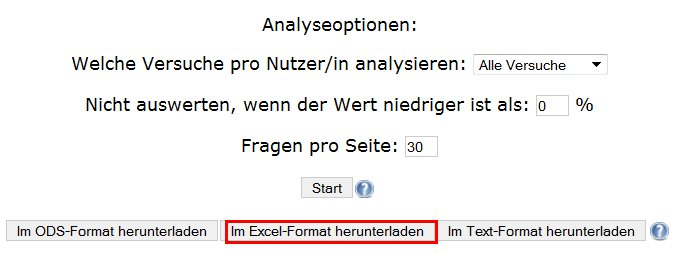 Analyseoptionen:
Welche Versuche pro Nutzer/in analysieren: Alle Versuche
Nicht auswerten, wenn der Wert niedriger ist als: 0 %
Fragen pro Seite: 30
Start ?
Im ODS-Format herunterladen Im Excel-Format herunterladen Im Text-Format herunterladen ?